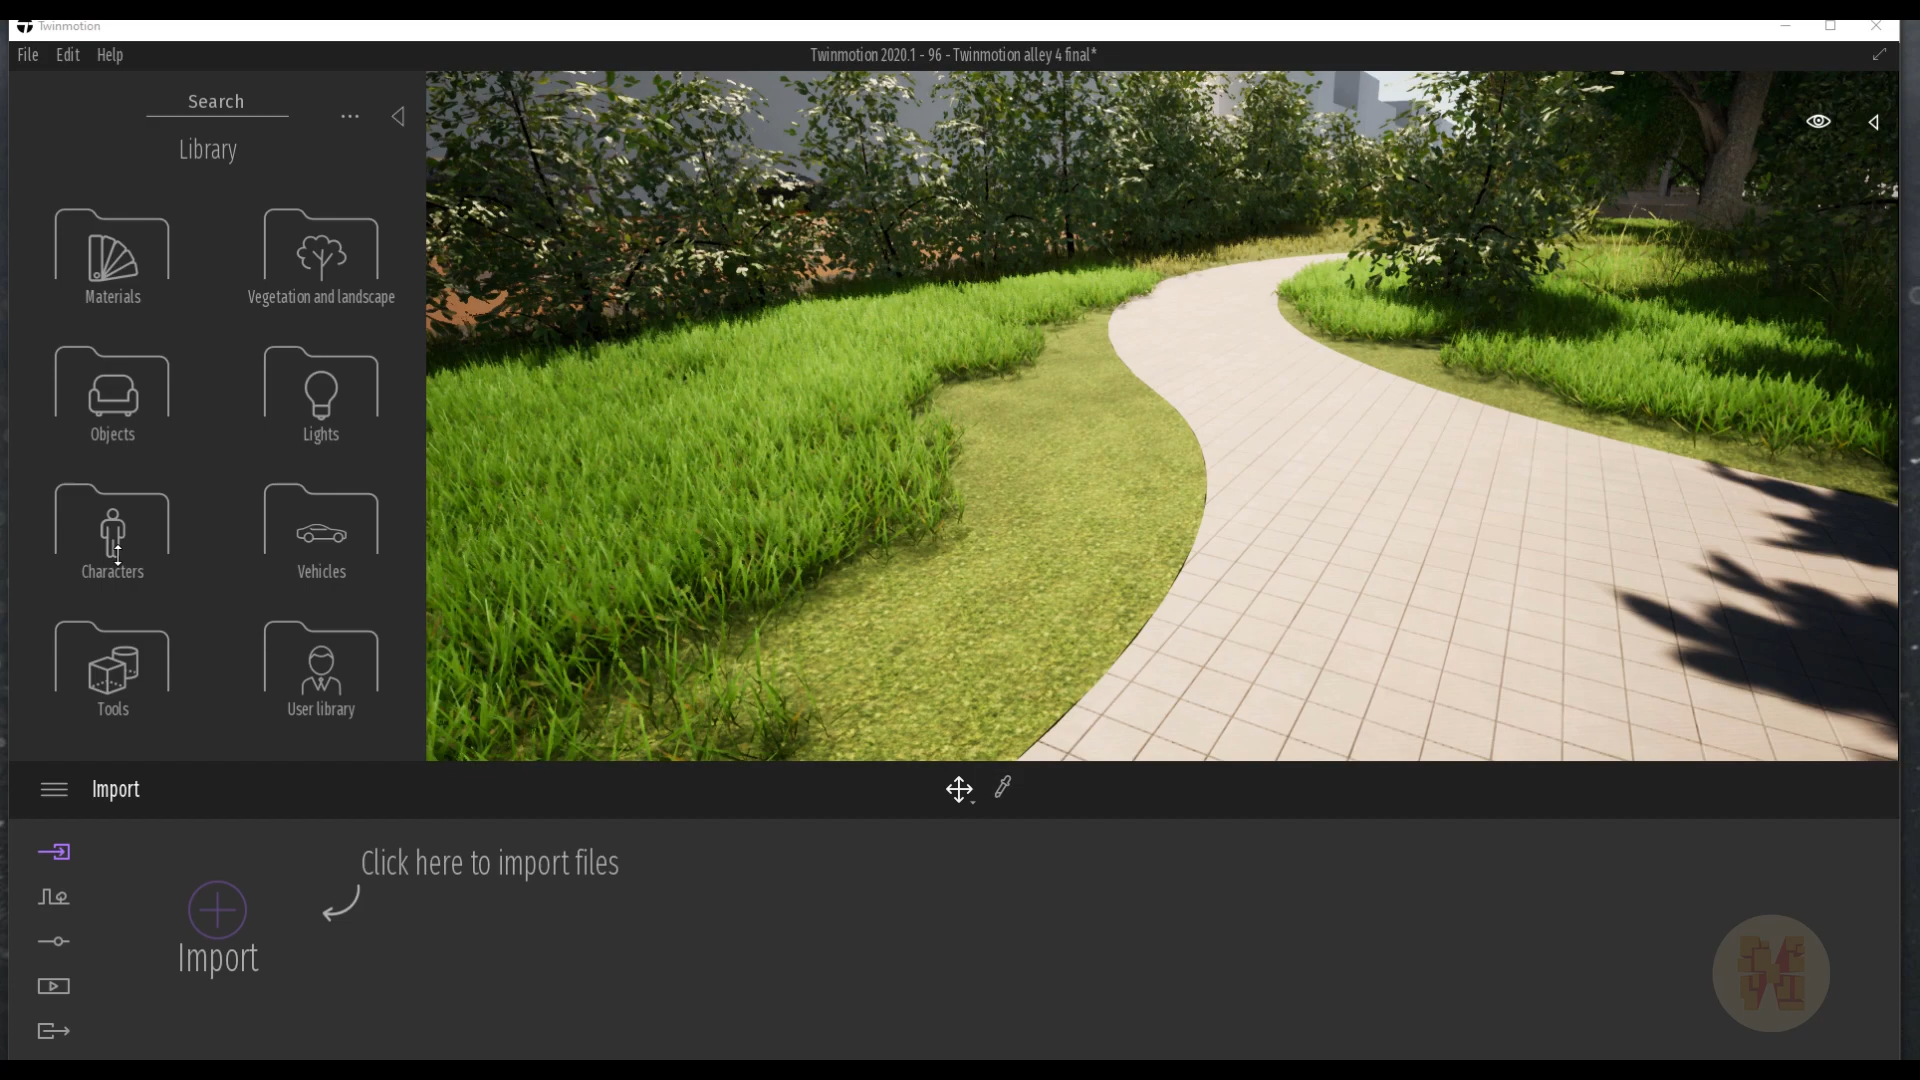 Twinmotion
File Edit Help
Twinmotion 2020.1 - 96 - Twinmotion alley 4 final*
Search
...
Library
Materials
Vegetation and landscape
Objects
Lights
Characters
Vehicles
Tools
User library
Import
Click here to import files
Import